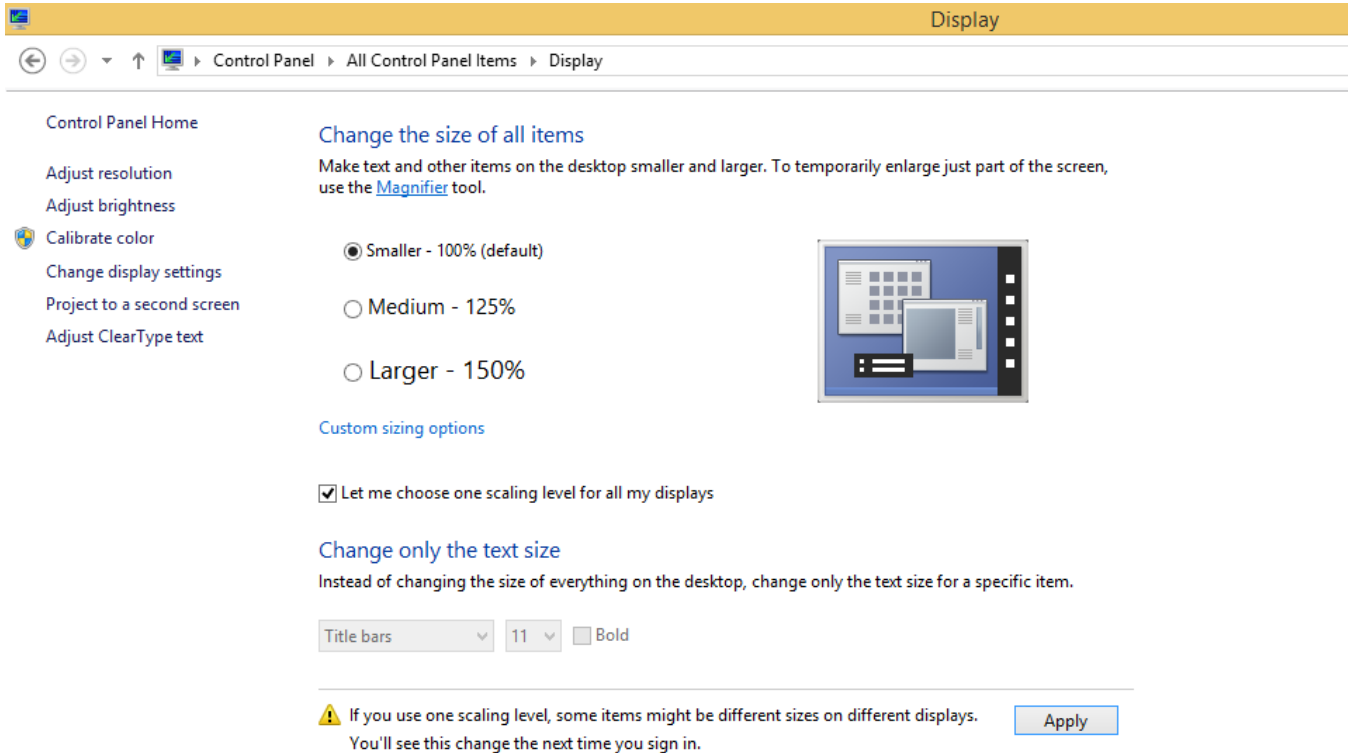 Display
Control Panel All Control Panel Items Display
Control Panel Home
Adjust resolution
Adjust brightness
Calibrate color
Change display settings
Project to a second screen
Adjust ClearType text
Change the size of all items
Make text and other items on the desktop smaller and larger. To temporarily enlarge just part of the screen,
use the Magnifier tool.
Smaller - 100% (default)
Medium - 125%
Larger - 150%
Custom sizing options
Let me choose one scaling level for all my displays
Change only the text size
Instead of changing the size of everything on the desktop, change only the text size for a specific item.
Title bars 11 Bold
If you use one scaling level, some items might be different sizes on different displays.
You'll see this change the next time you sign in.
Apply